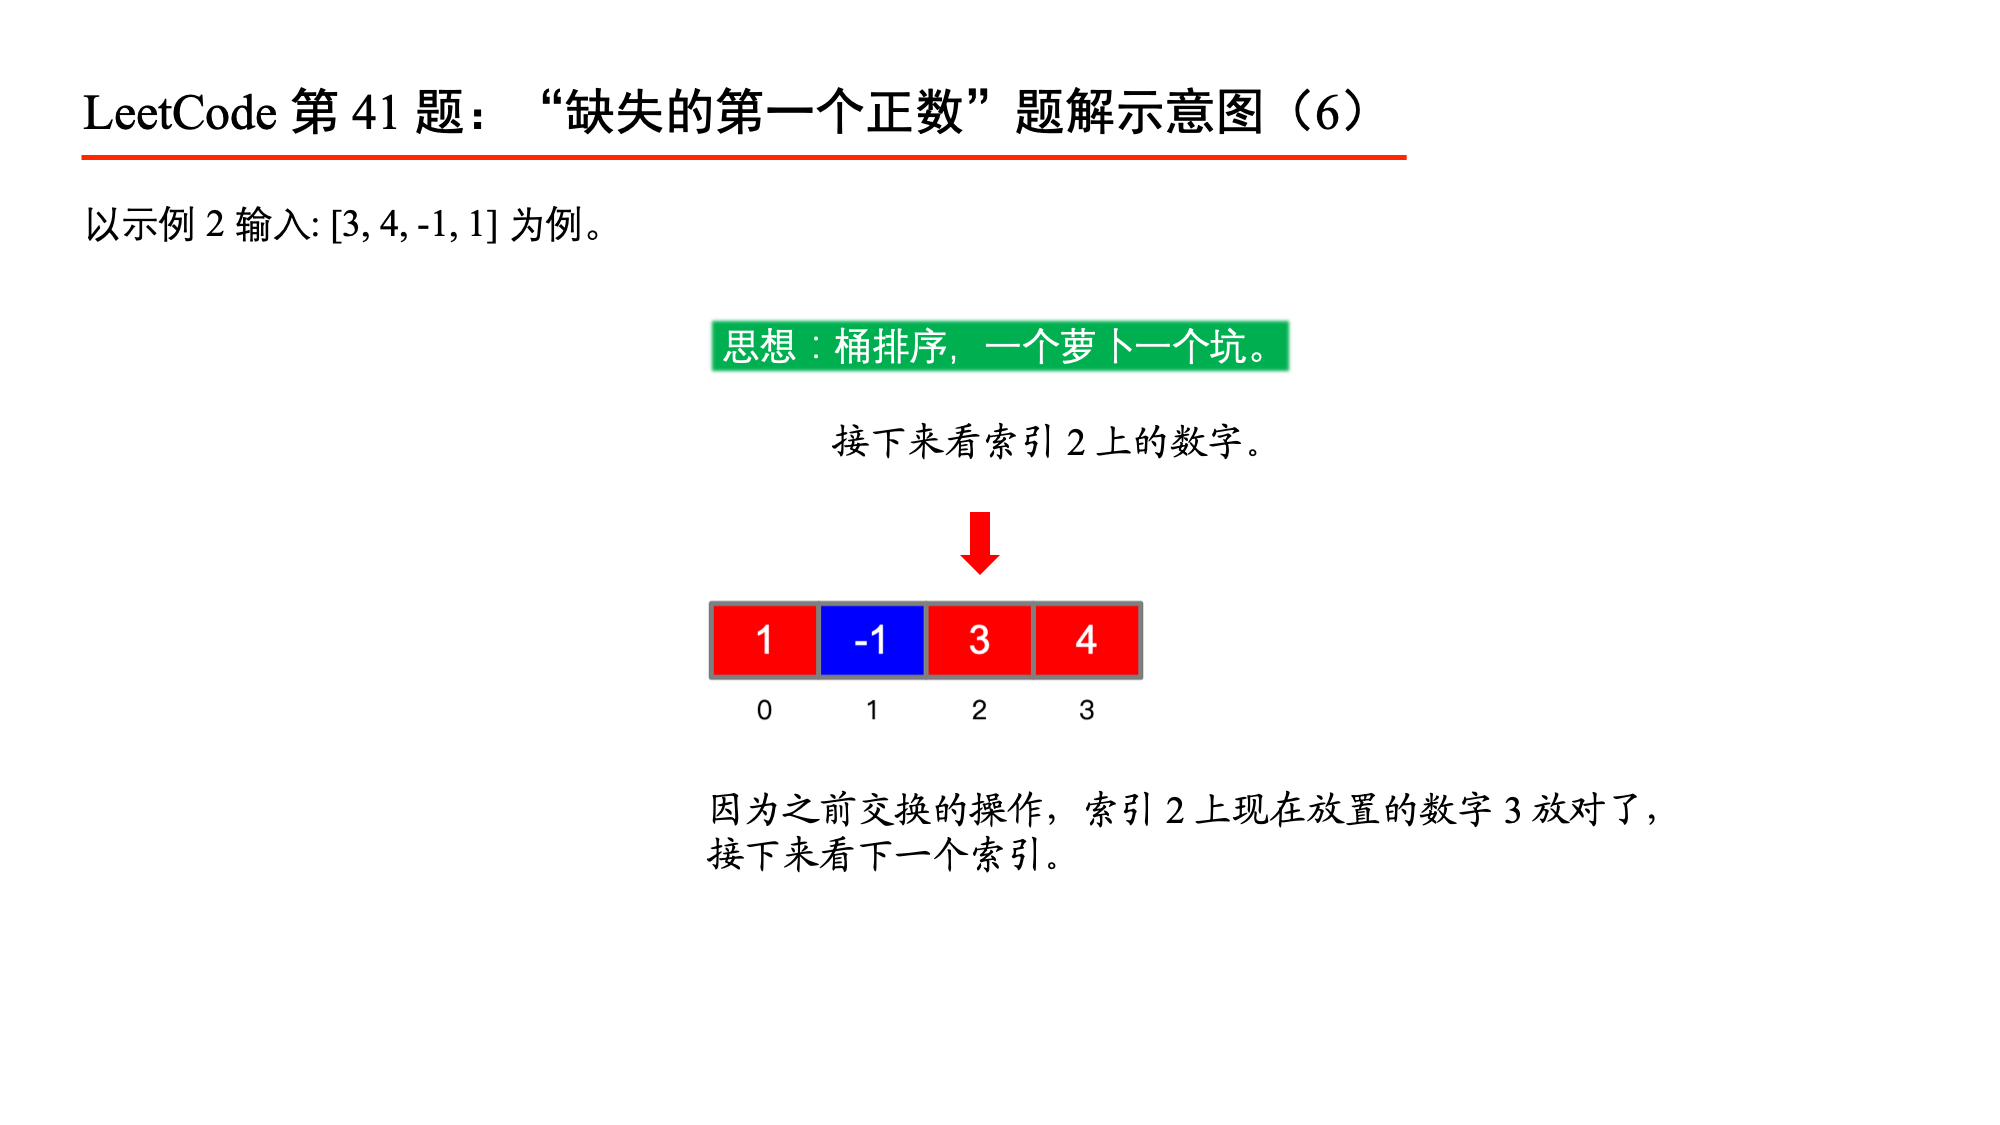 LeetCode 第 41 题：“缺失的第一个正数”题解示意图（6）
以示例 2 输入: [3, 4, -1, 1] 为例。
思想：桶排序，一个萝卜一个坑。
接下来看索引 2 上的数字。
1 -1 3 4
0 1 2 3
因为之前交换的操作，索引 2 上现在放置的数字 3 放对了，
接下来看下一个索引。